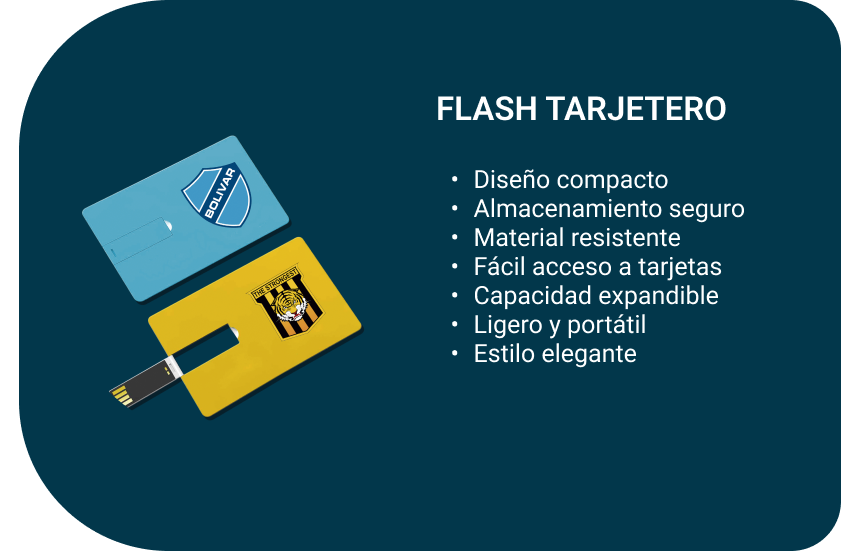 FLASH TARJETERO
• Diseño compacto
• Almacenamiento seguro
• Material resistente
• Fácil acceso a tarjetas
• Capacidad expandible
• Ligero y portátil
• Estilo elegante
BOLIVAR
THE STRONGEST